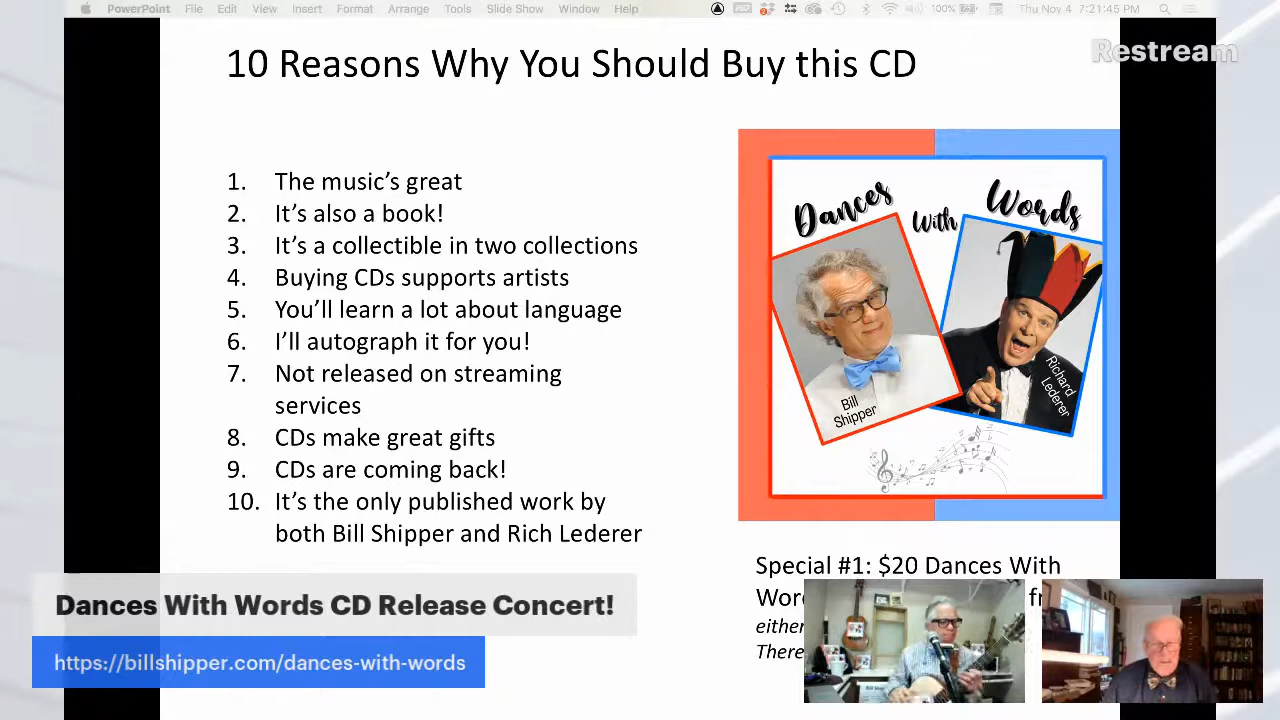 PowerPoint File Edit View Insert Format Arrange Tools Slide Show Window Help 100% Thu Nov 4 7:21:45 PM
Restream
10 Reasons Why You Should Buy this CD
1. The music's great
2. It's also a book!
3. It's a collectible in two collections
4. Buying CDs supports artists
5. You'll learn a lot about language
6. I'll autograph it for you!
7. Not released on streaming
services
8. CDs make great gifts
9. CDs are coming back!
10. It's the only published work by
both Bill Shipper and Rich Lederer
Dances With Words
Bill
Shipper
Richard
Lederer
Special #1: $20 Dances With
either
There
Dances With Words CD Release Concert!
https://billshipper.com/dances-with-words